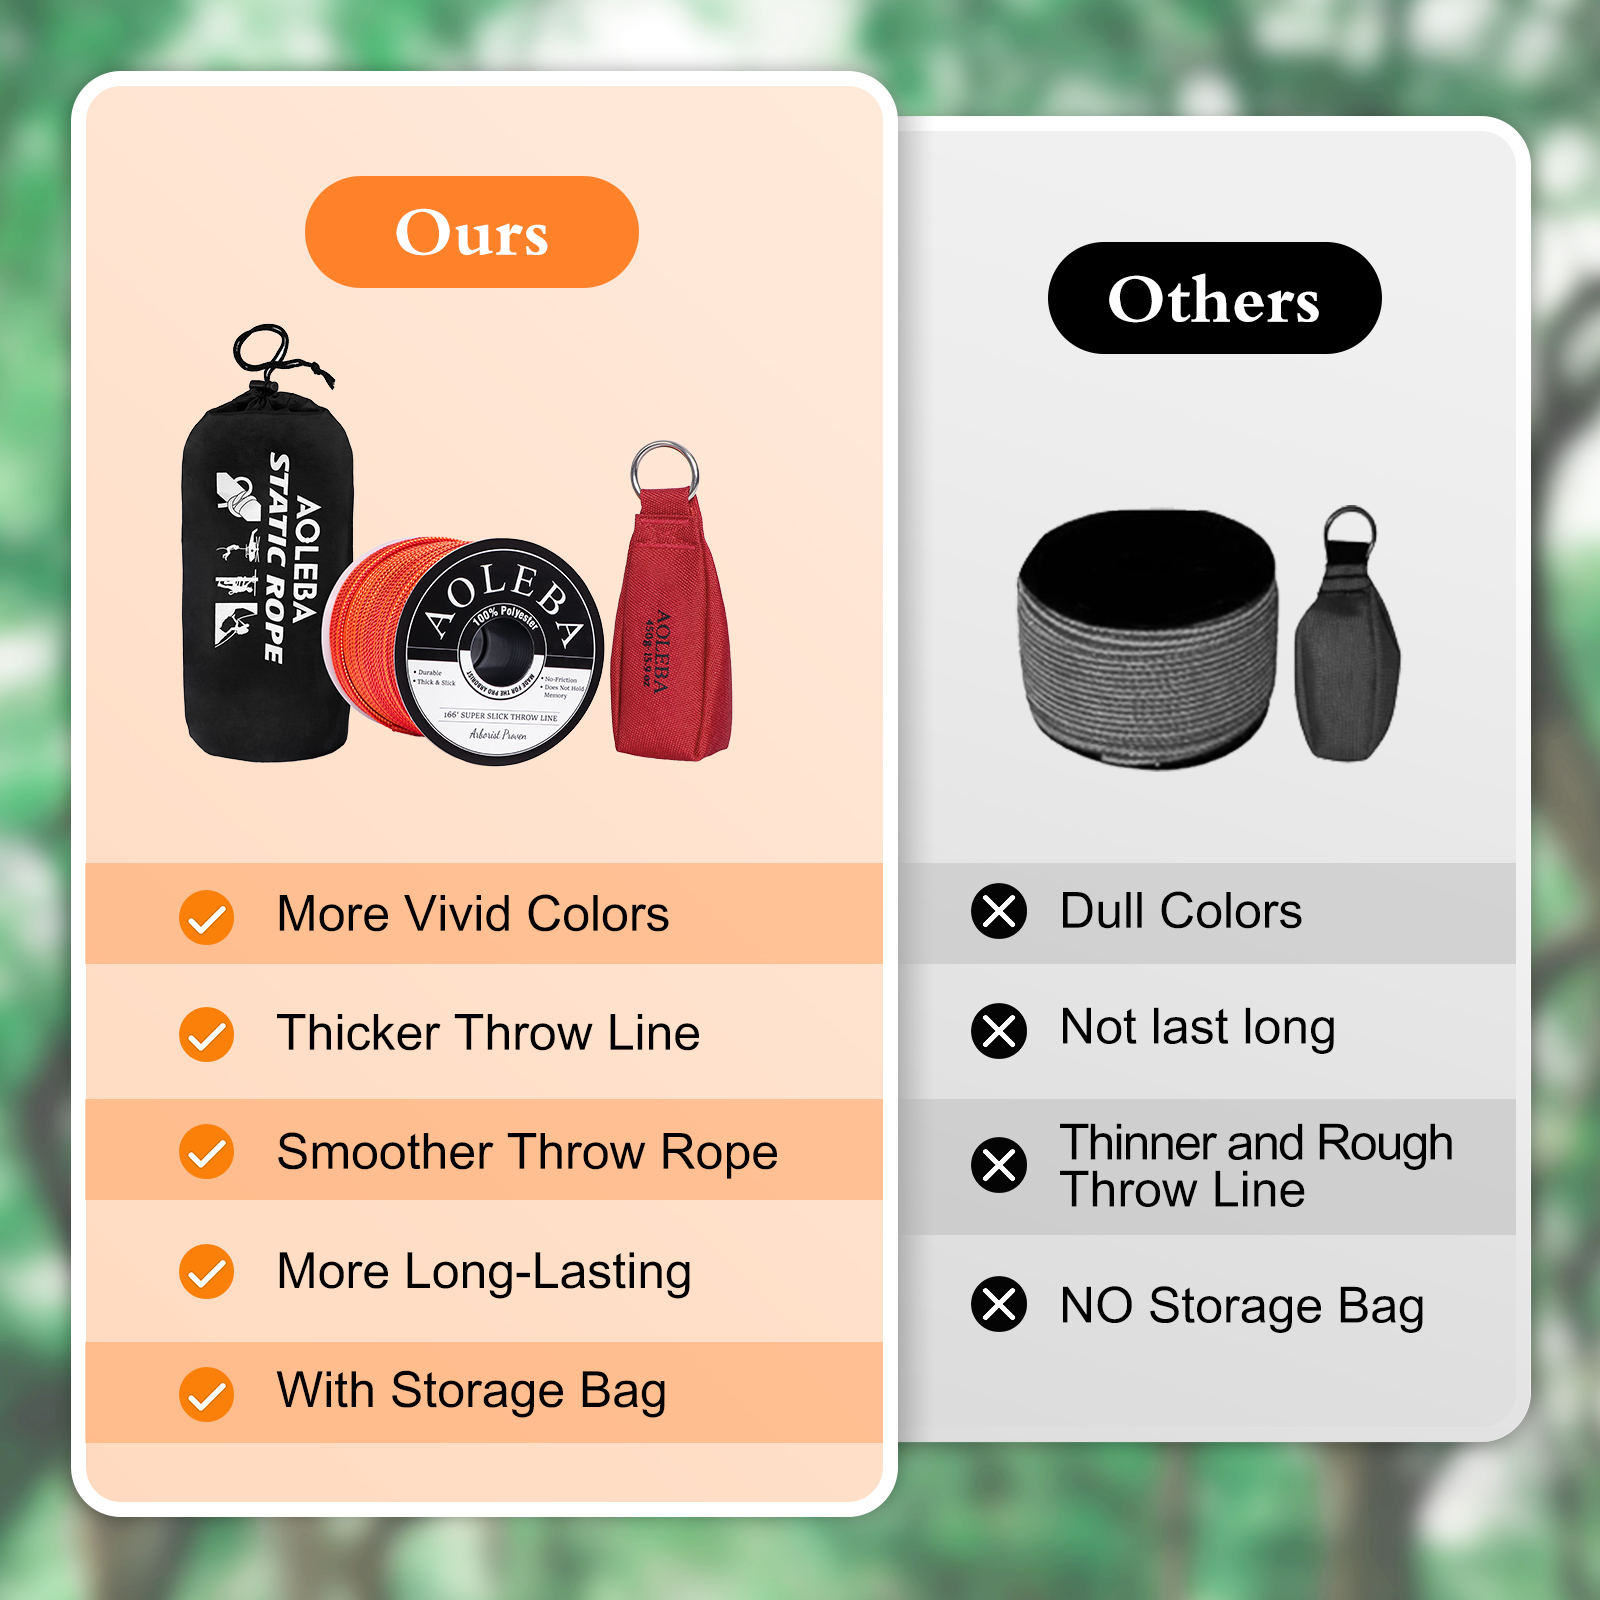 Ours
AOLEBA
STATIC ROPE
AOLEBA
100% Polyester
MADE FOR THE PRO ARBORIST
• Durable
• Thick & Slick
• No-Friction
• Does Not Hold
Memory
166' SUPER SLICK THROW LINE
Arborist Proven
AOLEBA
450g 15.9 oz
More Vivid Colors
Thicker Throw Line
Smoother Throw Rope
More Long-Lasting
With Storage Bag
Others
Dull Colors
Not last long
Thinner and Rough
Throw Line
NO Storage Bag